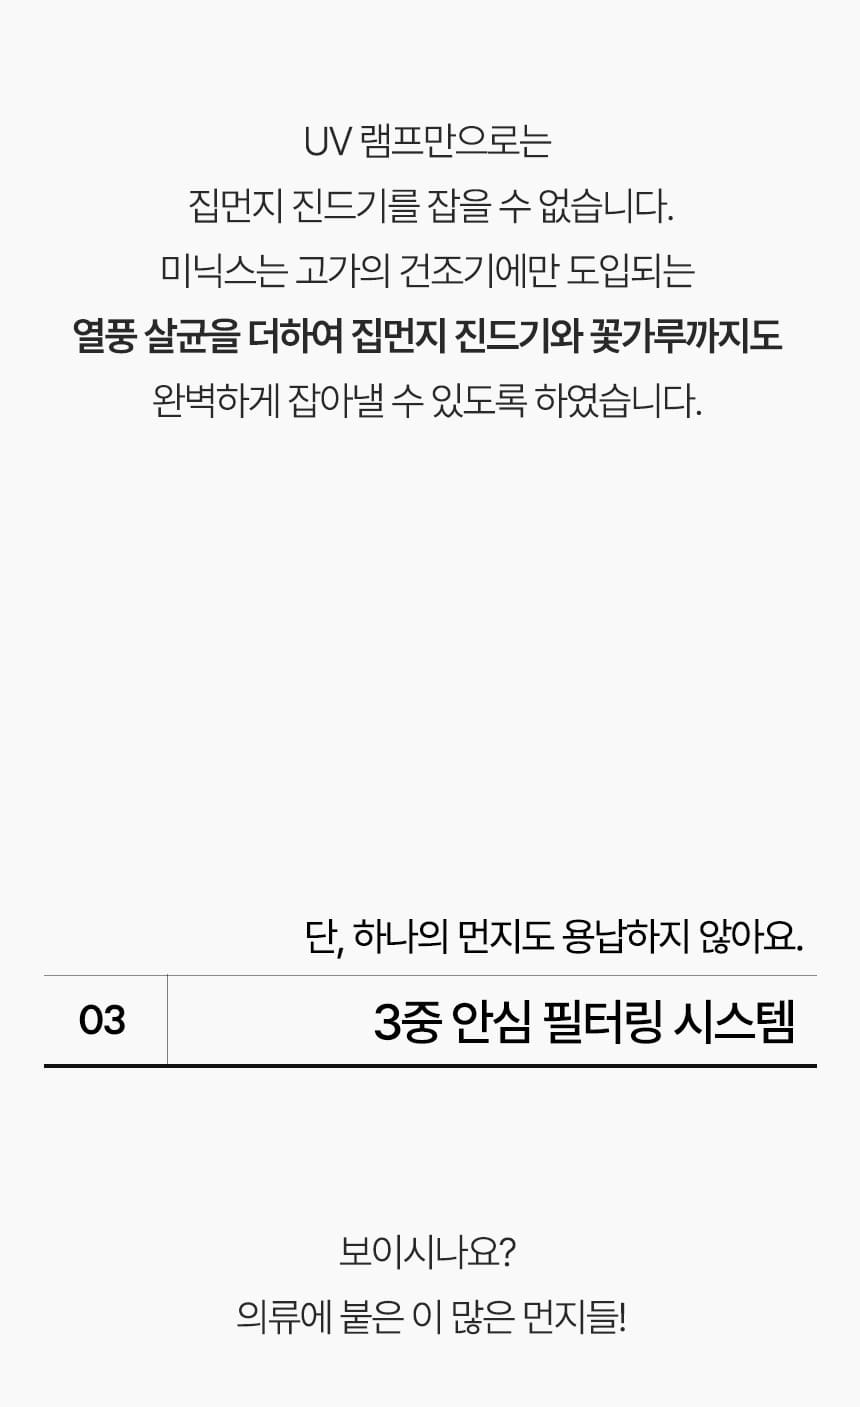 UV 램프만으로는
집먼지 진드기를 잡을 수 없습니다.
미닉스는 고가의 건조기에만 도입되는
열풍 살균을 더하여 집먼지 진드기와 꽃가루까지도
완벽하게 잡아낼 수 있도록 하였습니다.
단, 하나의 먼지도 용납하지 않아요.
03 3중 안심 필터링 시스템
보이시나요?
의류에 붙은 이 많은 먼지들!